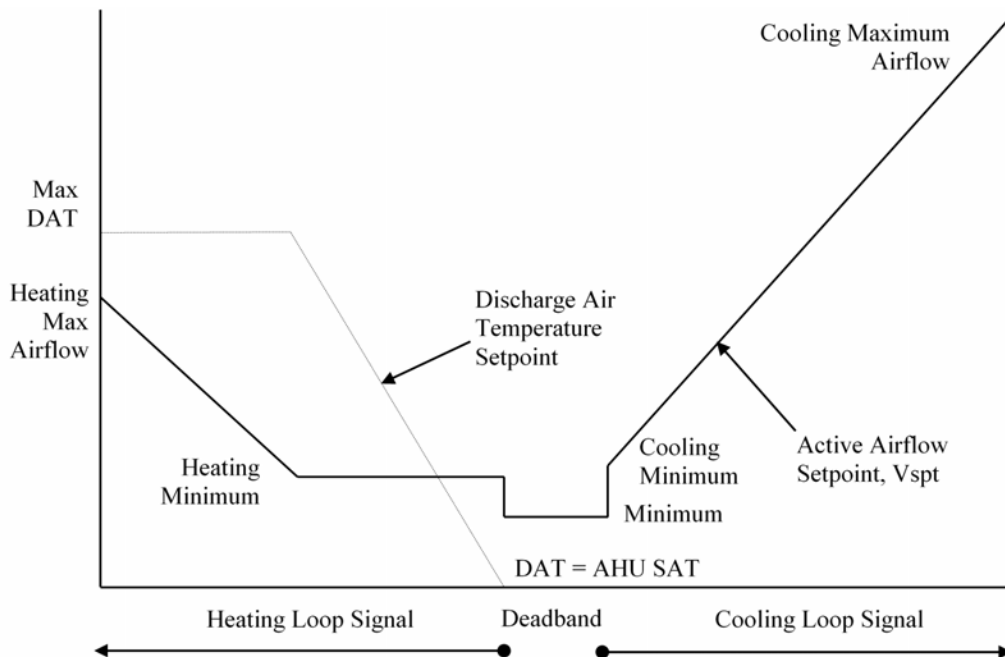 Cooling Maximum
Airflow
Max
DAT
Heating
Max
Airflow
Discharge Air
Temperature
Setpoint
Heating
Minimum
Cooling
Minimum
Active Airflow
Setpoint, Vspt
Minimum
DAT = AHU SAT
Heating Loop Signal
Deadband
Cooling Loop Signal